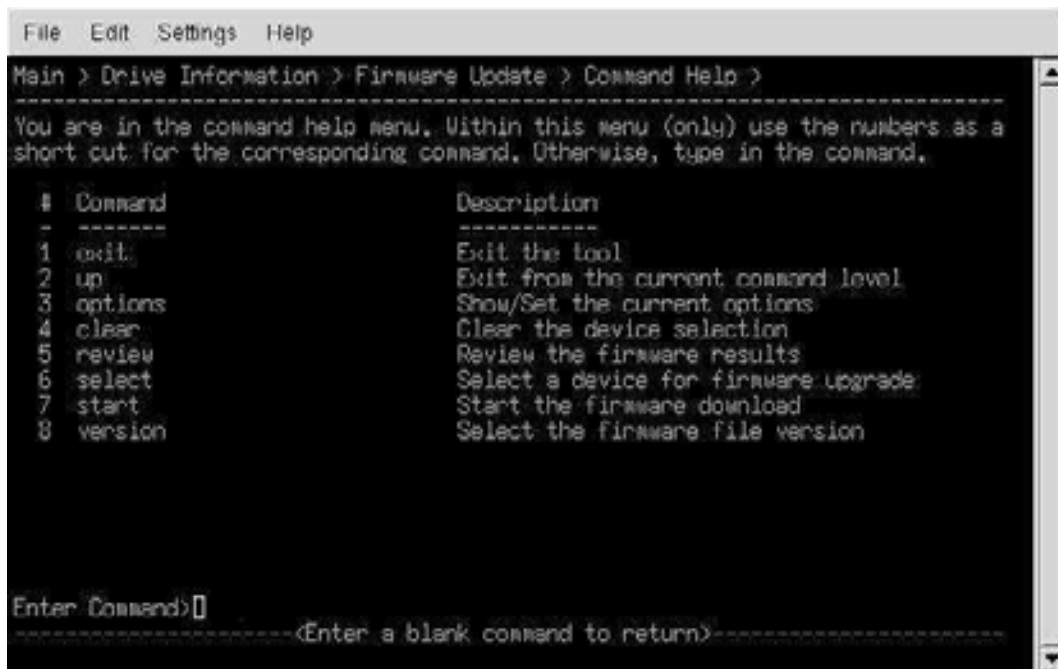 File Edit Settings Help
Main > Drive Information > Firmware Update > Command Help >
--------------------------------------------------------------------------------
You are in the command help menu. Within this menu (only) use the numbers as a
short cut for the corresponding command. Otherwise, type in the command.
# Command Description
- ------- -----------
1 exit Exit the tool
2 up Exit from the current command level
3 options Show/Set the current options
4 clear Clear the device selection
5 review Review the firmware results
6 select Select a device for firmware upgrade
7 start Start the firmware download
8 version Select the firmware file version
Enter Command>
-----------------------<Enter a blank command to return>------------------------